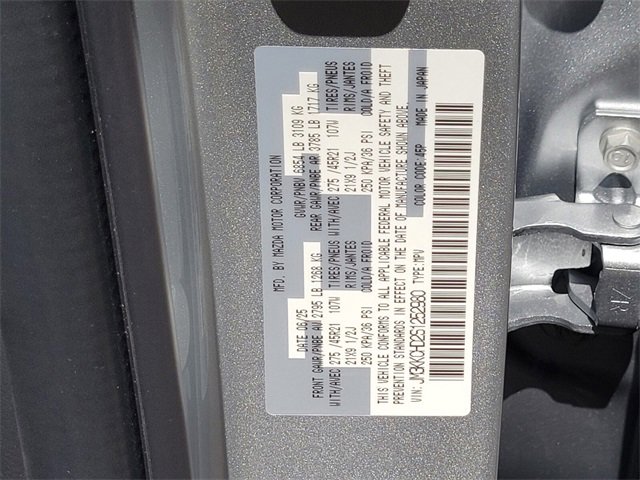 MFD. BY MAZDA MOTOR CORPORATION
DATE 06/25 GVWR/PNBV 6854 LB 3109 KG
FRONT GAWR/PNBE AV 2795 LB 1268 KG REAR GAWR/PNBE AR 3785 LB 1717 KG
WITH/AVEC 275 /45R21 107W TIRES/PNEUS WITH/AVEC 275 /45R21 107W TIRES/PNEUS
21X9 1/2J RIMS/JANTES 21X9 1/2J RIMS/JANTES
250 KPA/36 PSI COLD/A FROID 250 KPA/36 PSI COLD/A FROID
THIS VEHICLE CONFORMS TO ALL APPLICABLE FEDERAL MOTOR VEHICLE SAFETY AND THEFT
PREVENTION STANDARDS IN EFFECT ON THE DATE OF MANUFACTURE SHOWN ABOVE.
VIN: TYPE:MPV COLOR CODE:45P MADE IN JAPAN